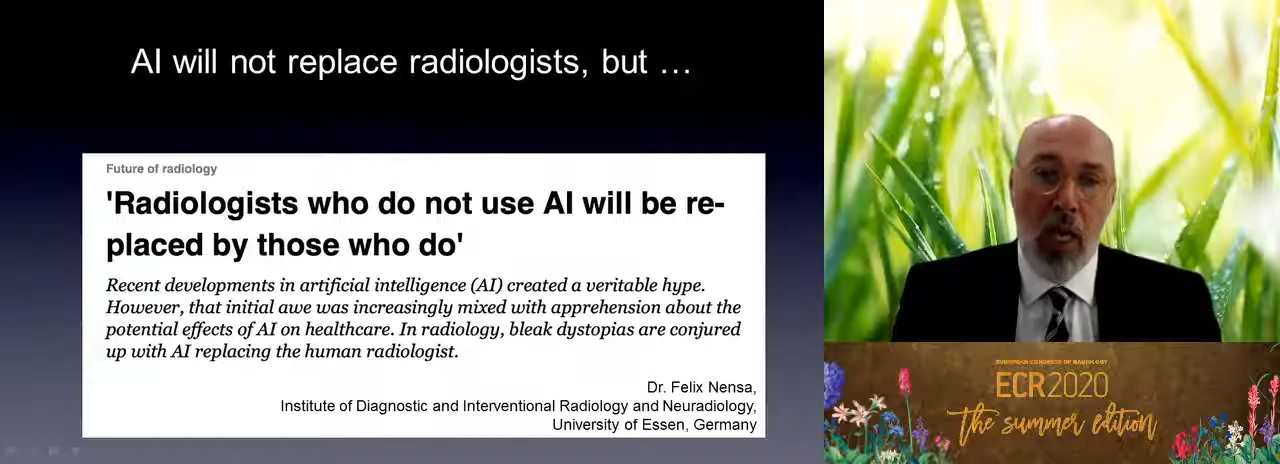 AI will not replace radiologists, but …
Future of radiology
'Radiologists who do not use AI will be re-
placed by those who do'
Recent developments in artificial intelligence (AI) created a veritable hype.
However, that initial awe was increasingly mixed with apprehension about the
potential effects of AI on healthcare. In radiology, bleak dystopias are conjured
up with AI replacing the human radiologist.
Dr. Felix Nensa,
Institute of Diagnostic and Interventional Radiology and Neuradiology,
University of Essen, Germany
EUROPEAN CONGRESS OF RADIOLOGY
ECR2020
the summer edition